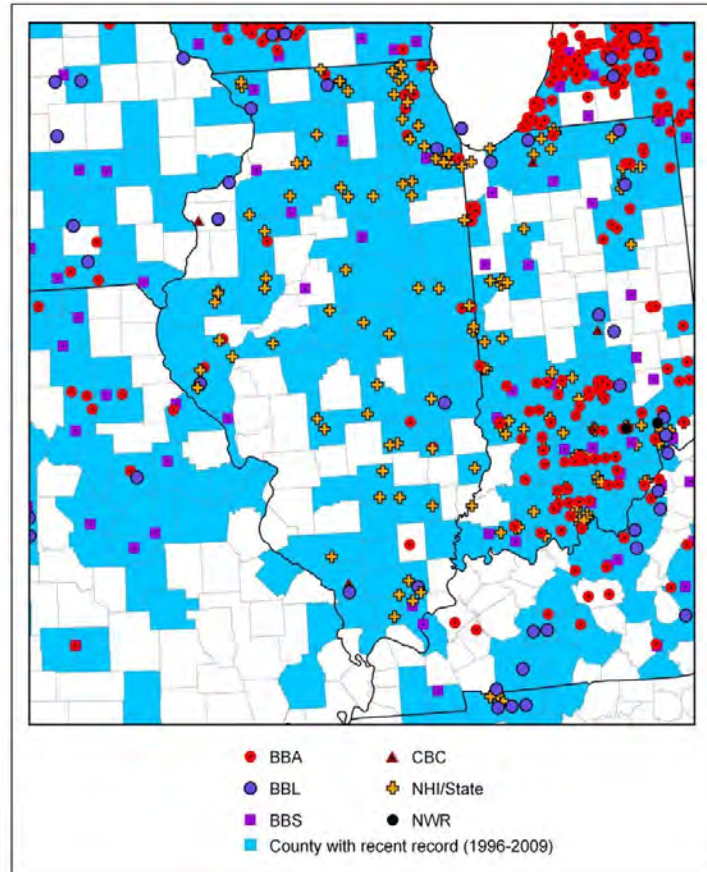 BBA CBC
BBL NHI/State
BBS NWR
County with recent record (1996-2009)